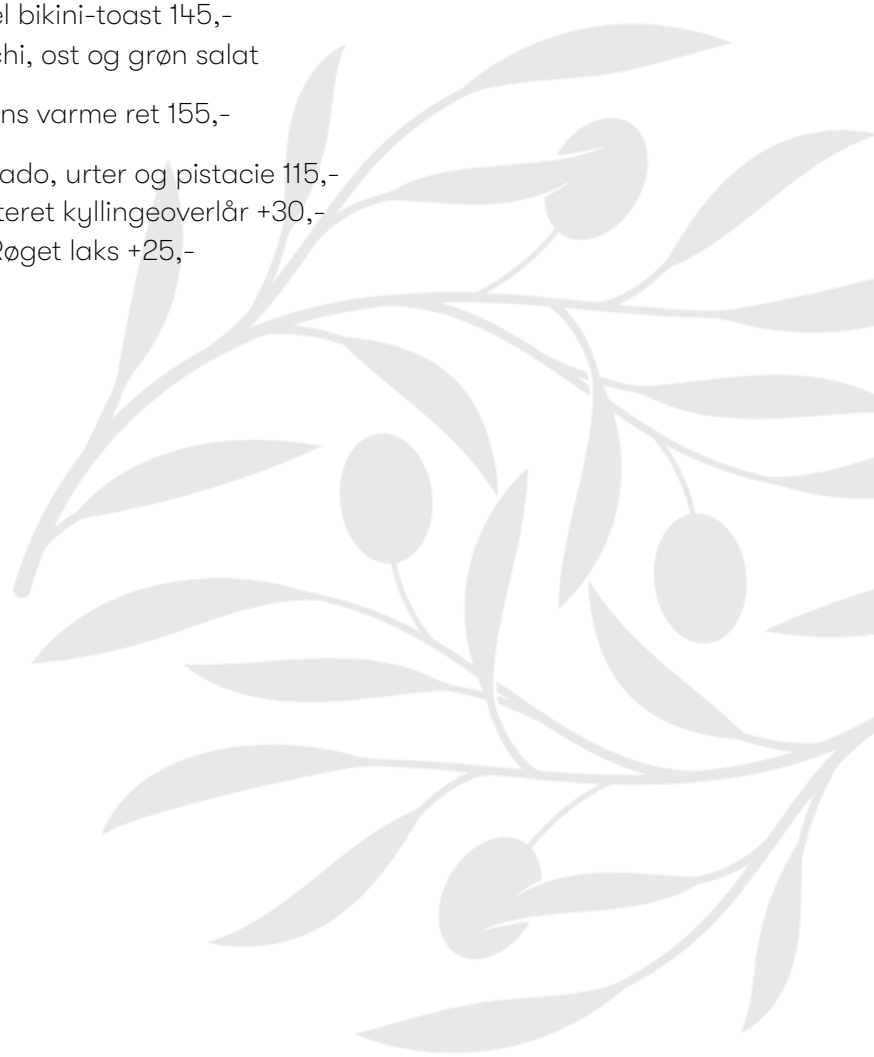 el bikini-toast 145,-
chi, ost og grøn salat
ns varme ret 155,-
ado, urter og pistacie 115,-
teret kyllingeoverlår +30,-
Røget laks +25,-